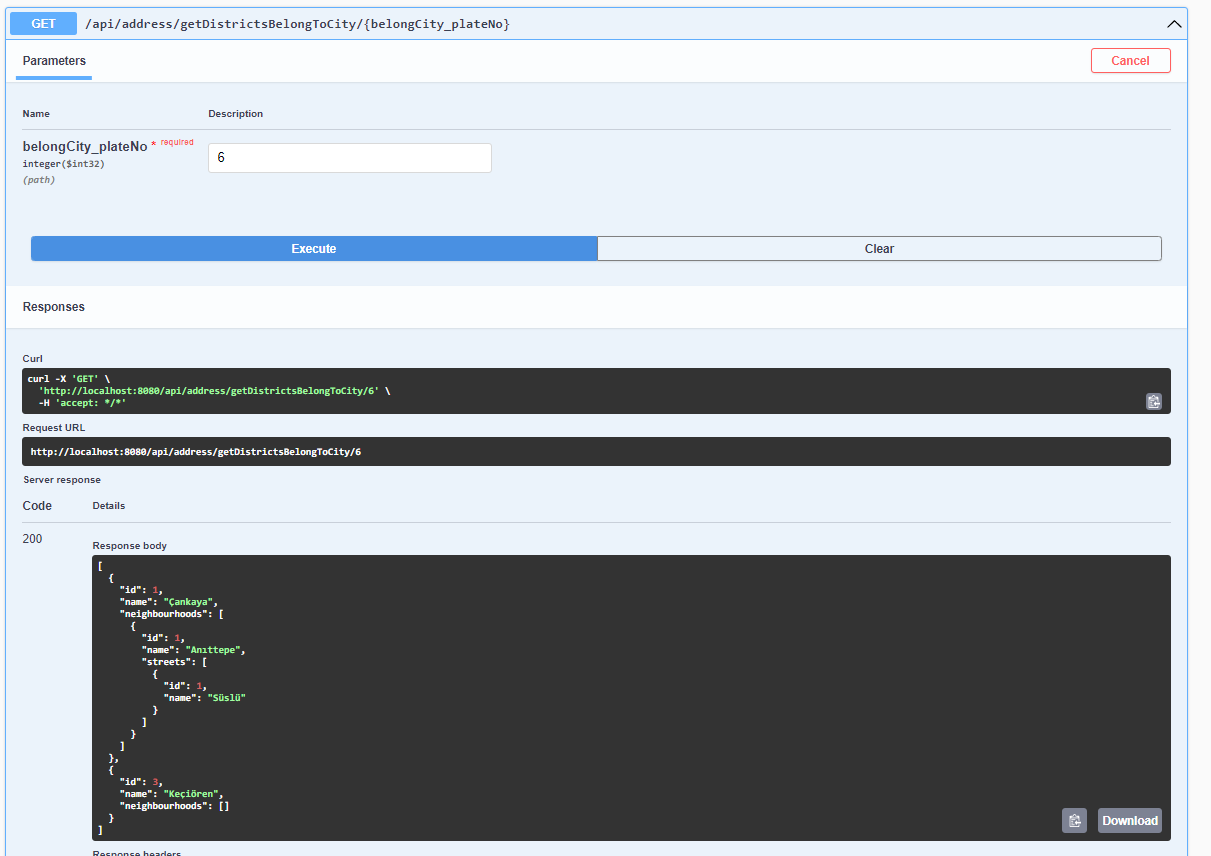 GET /api/address/getDistrictsBelongToCity/{belongCity_plateNo}
Parameters
Cancel
Name Description
belongCity_plateNo * required
integer($int32)
(path)
6
Execute Clear
Responses
Curl
curl -X 'GET' \
  'http://localhost:8080/api/address/getDistrictsBelongToCity/6' \
  -H 'accept: */*'
Request URL
http://localhost:8080/api/address/getDistrictsBelongToCity/6
Server response
Code Details
200
Response body
[
  {
    "id": 1,
    "name": "Çankaya",
    "neighbourhoods": [
      {
        "id": 1,
        "name": "Anıttepe",
        "streets": [
          {
            "id": 1,
            "name": "Süslü"
          }
        ]
      }
    ]
  },
  {
    "id": 3,
    "name": "Keçiören",
    "neighbourhoods": []
  }
]
Download
Response headers